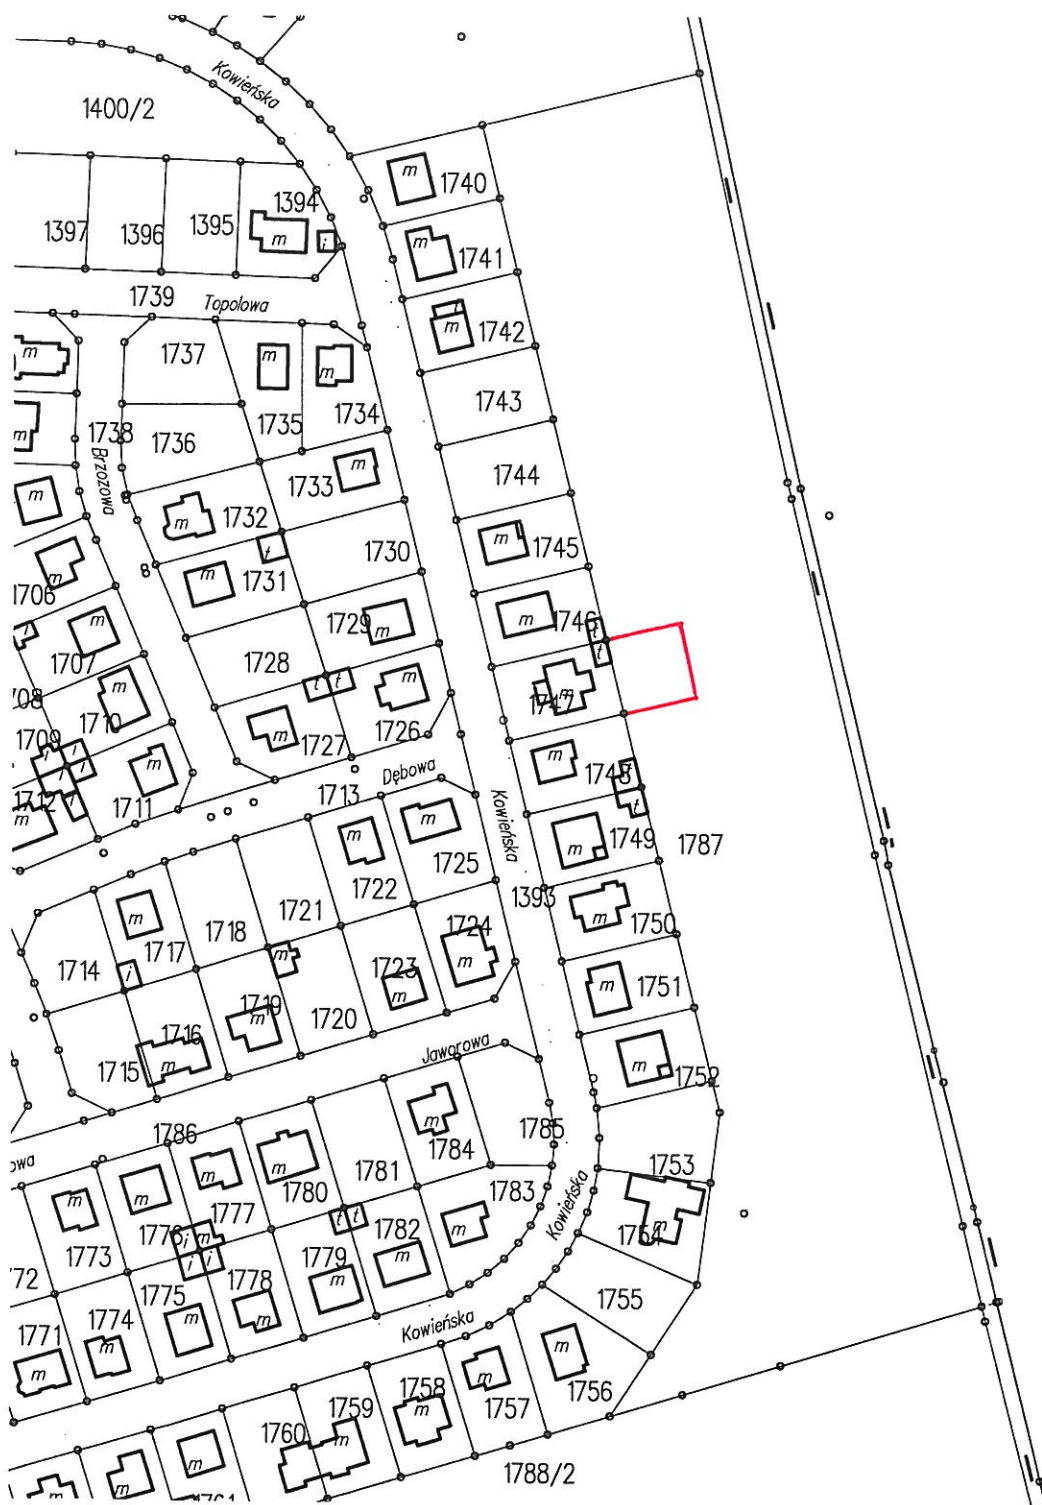 Kowieńska
1400/2
m
1740
1394
1395
1397
1396
m
i
m
1741
1739
Topolowa
t
m
1742
m
1737
m
m
1743
1734
1735
m
1738
1736
1733
m
1744
Brzozowa
m
m
1732
m
1745
t
1730
m
1731
m
m
1706
m
1729
m
1746
t
m
t
1707
1728
m
t
t
m
m
1747
1710
1726
1709
1727
m
Dębowa
m
1748
t
1712
1711
1713
Kowieńska
t
m
m
m
m
1749
1787
1725
1722
1393
m
1721
m
1750
1717
1718
1724
1714
i
m
m
1723
m
m
1751
1719
m
1716
1720
m
Jaworowa
m
1752
1715
1786
m
1785
1784
m
m
1781
1753
m
m
1780
1783
1777
Kowieńska
m
1754
1776
i
m
t
t
1782
m
1773
i
i
1779
m
1775
1778
m
1755
1774
m
m
Kowieńska
1771
m
m
m
m
1758
m
1756
1759
m
1757
1760
m
m
m
m
1788/2